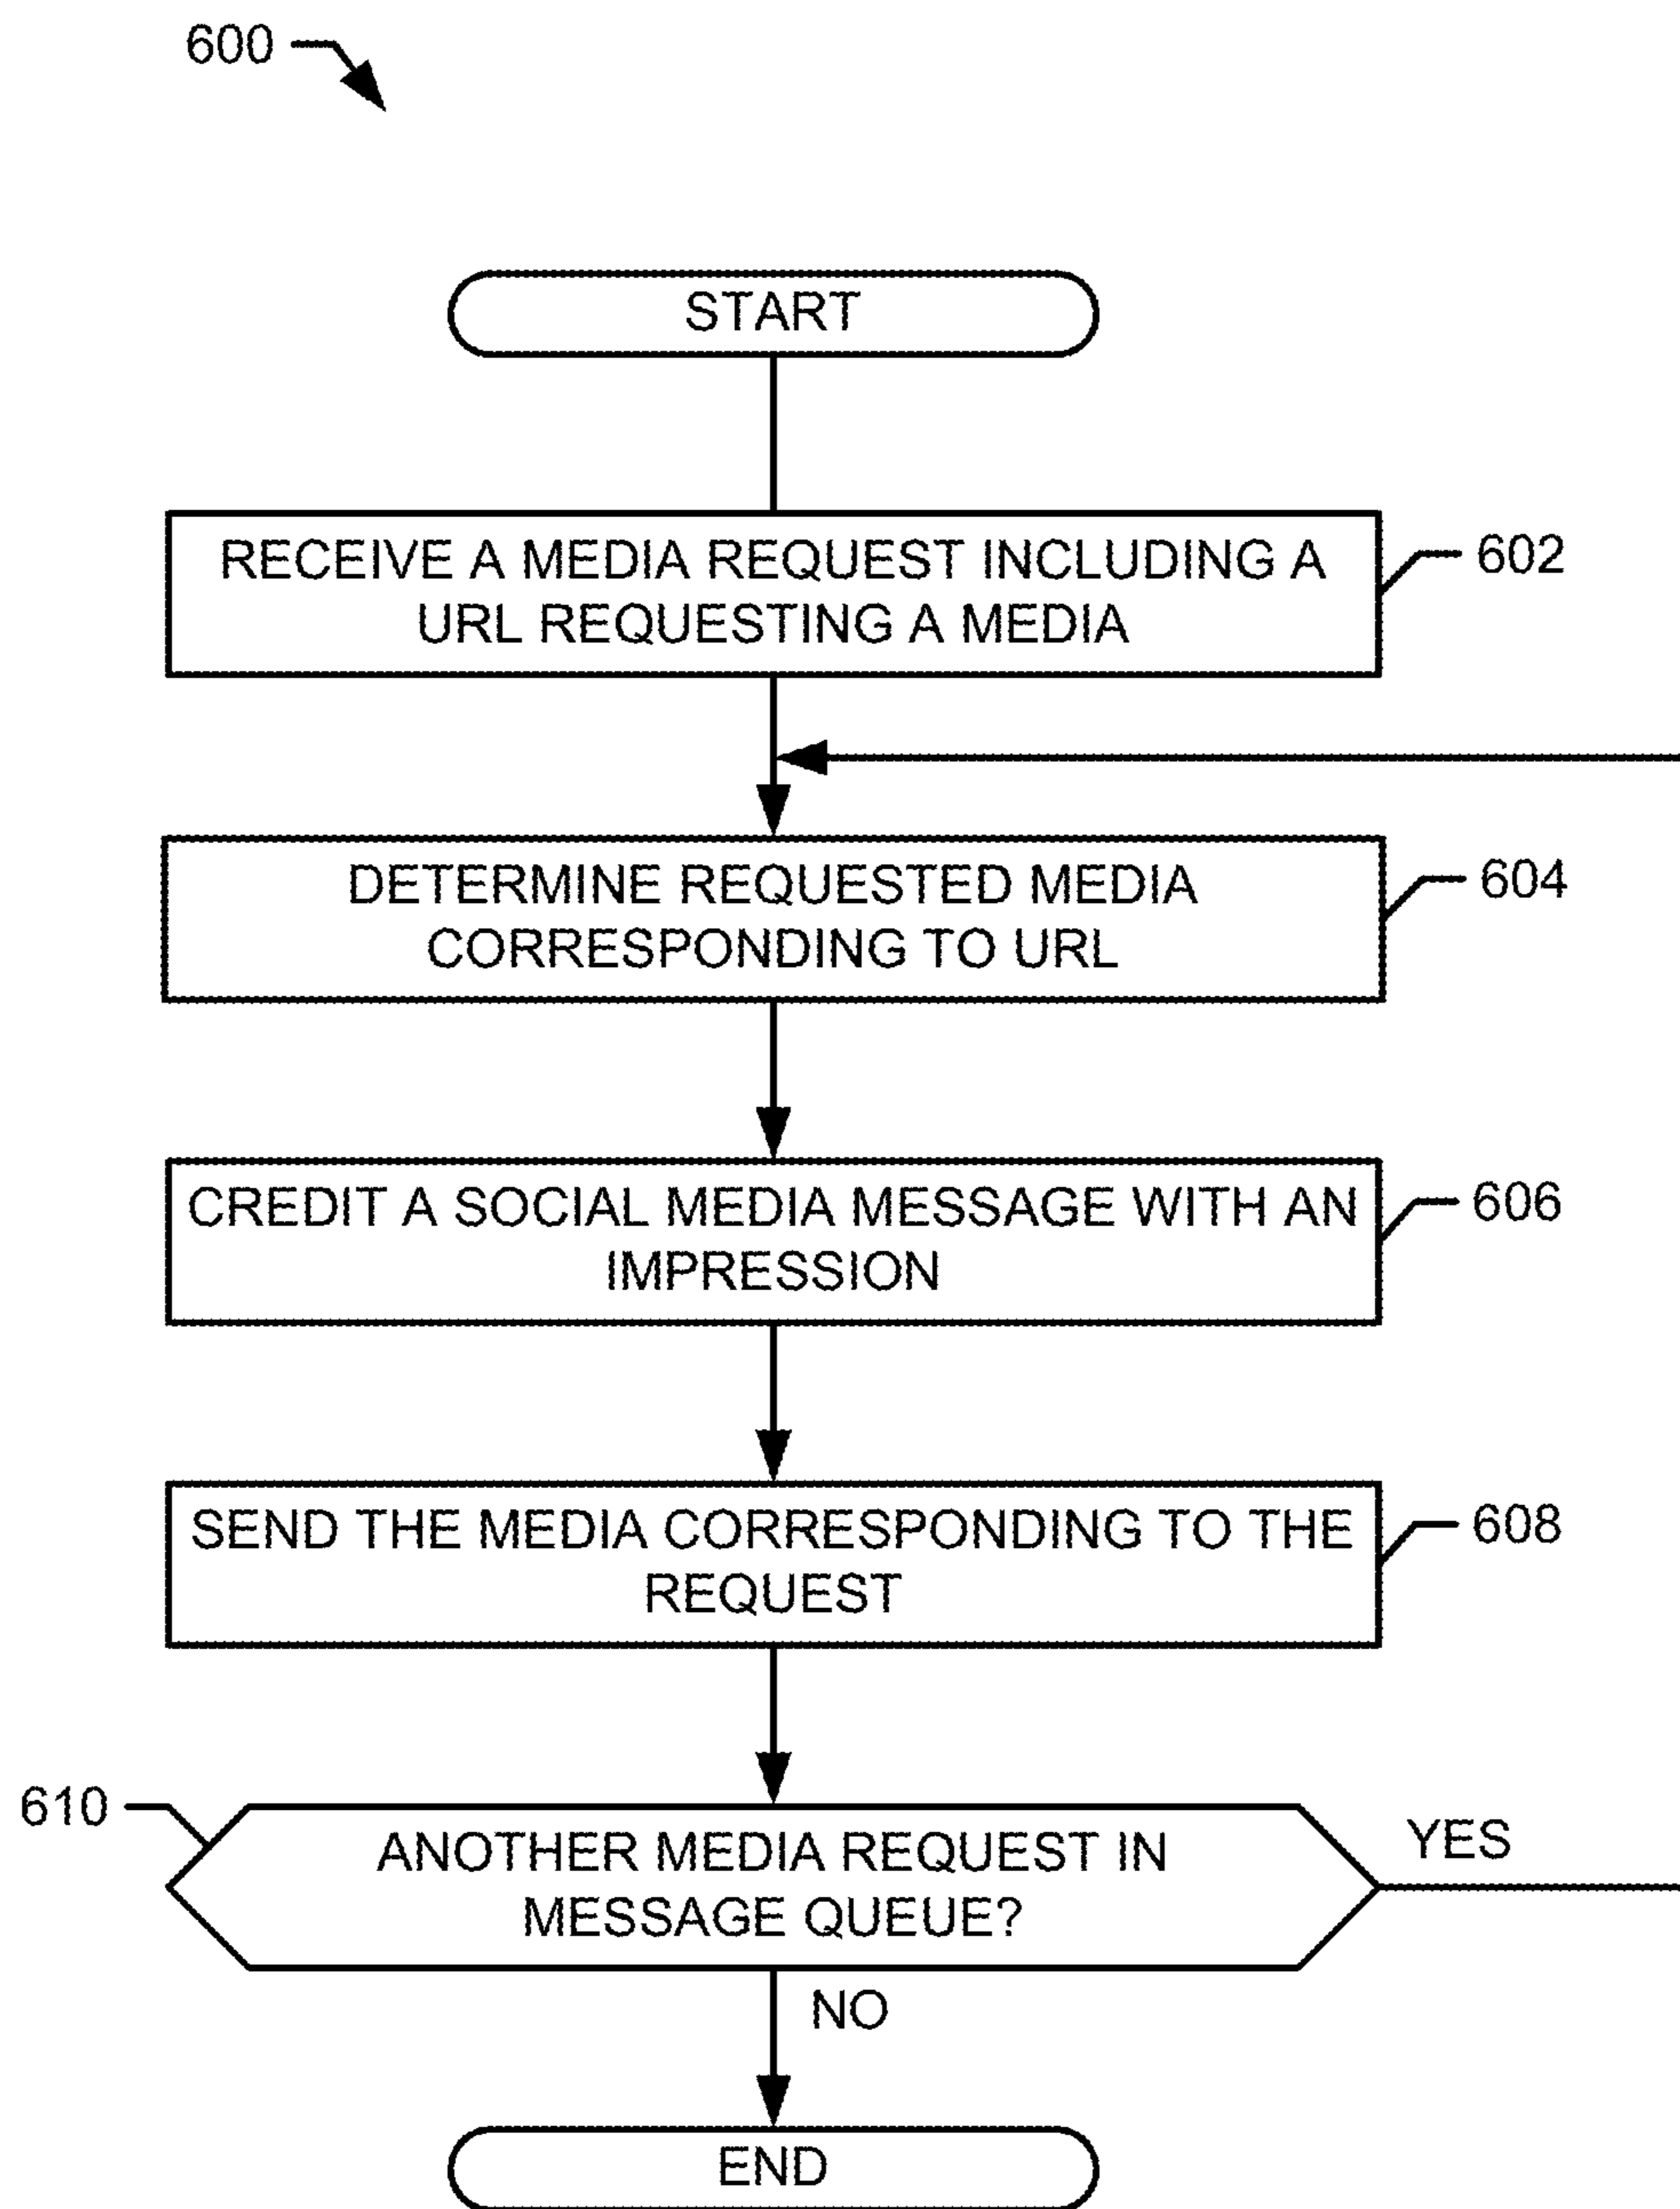 600
START
RECEIVE A MEDIA REQUEST INCLUDING A
URL REQUESTING A MEDIA
602
DETERMINE REQUESTED MEDIA
CORRESPONDING TO URL
604
CREDIT A SOCIAL MEDIA MESSAGE WITH AN
IMPRESSION
606
SEND THE MEDIA CORRESPONDING TO THE
REQUEST
608
610
ANOTHER MEDIA REQUEST IN
MESSAGE QUEUE?
YES
NO
END